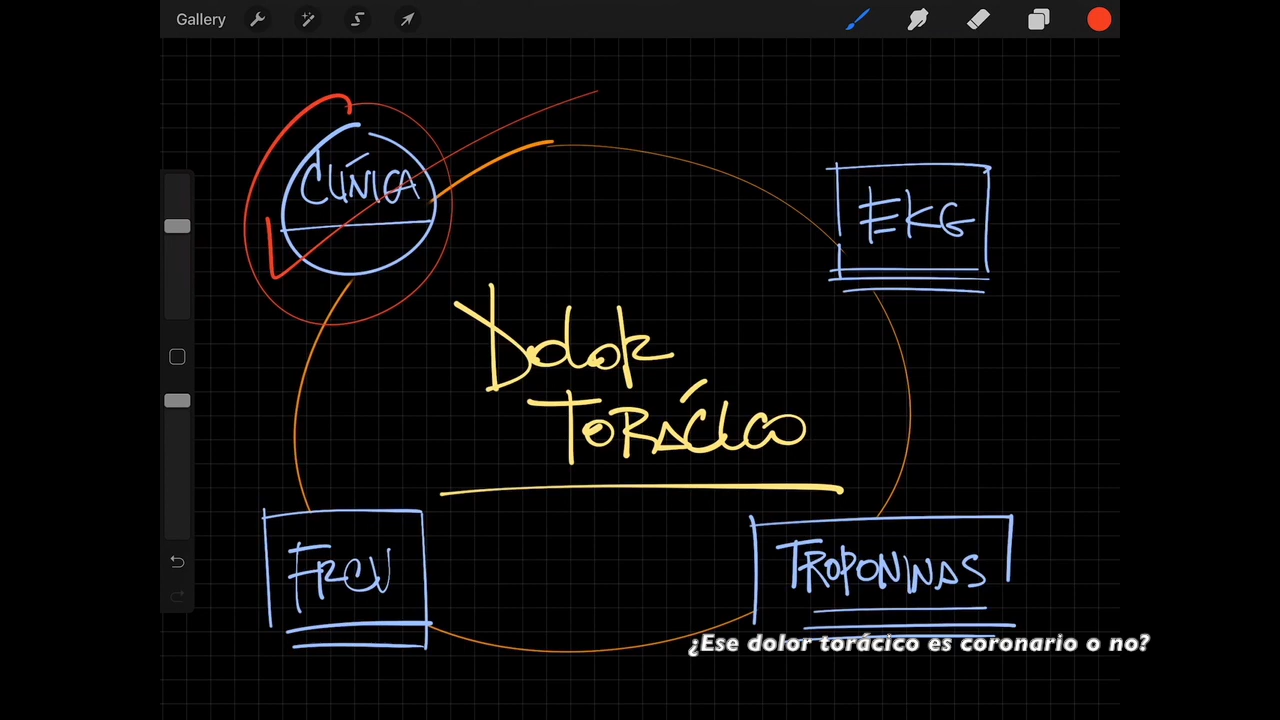 Gallery
CLÍNICA
EKG
DOLOR
TORÁCICO
FRCV
TROPONINAS
¿Ese dolor torácico es coronario o no?